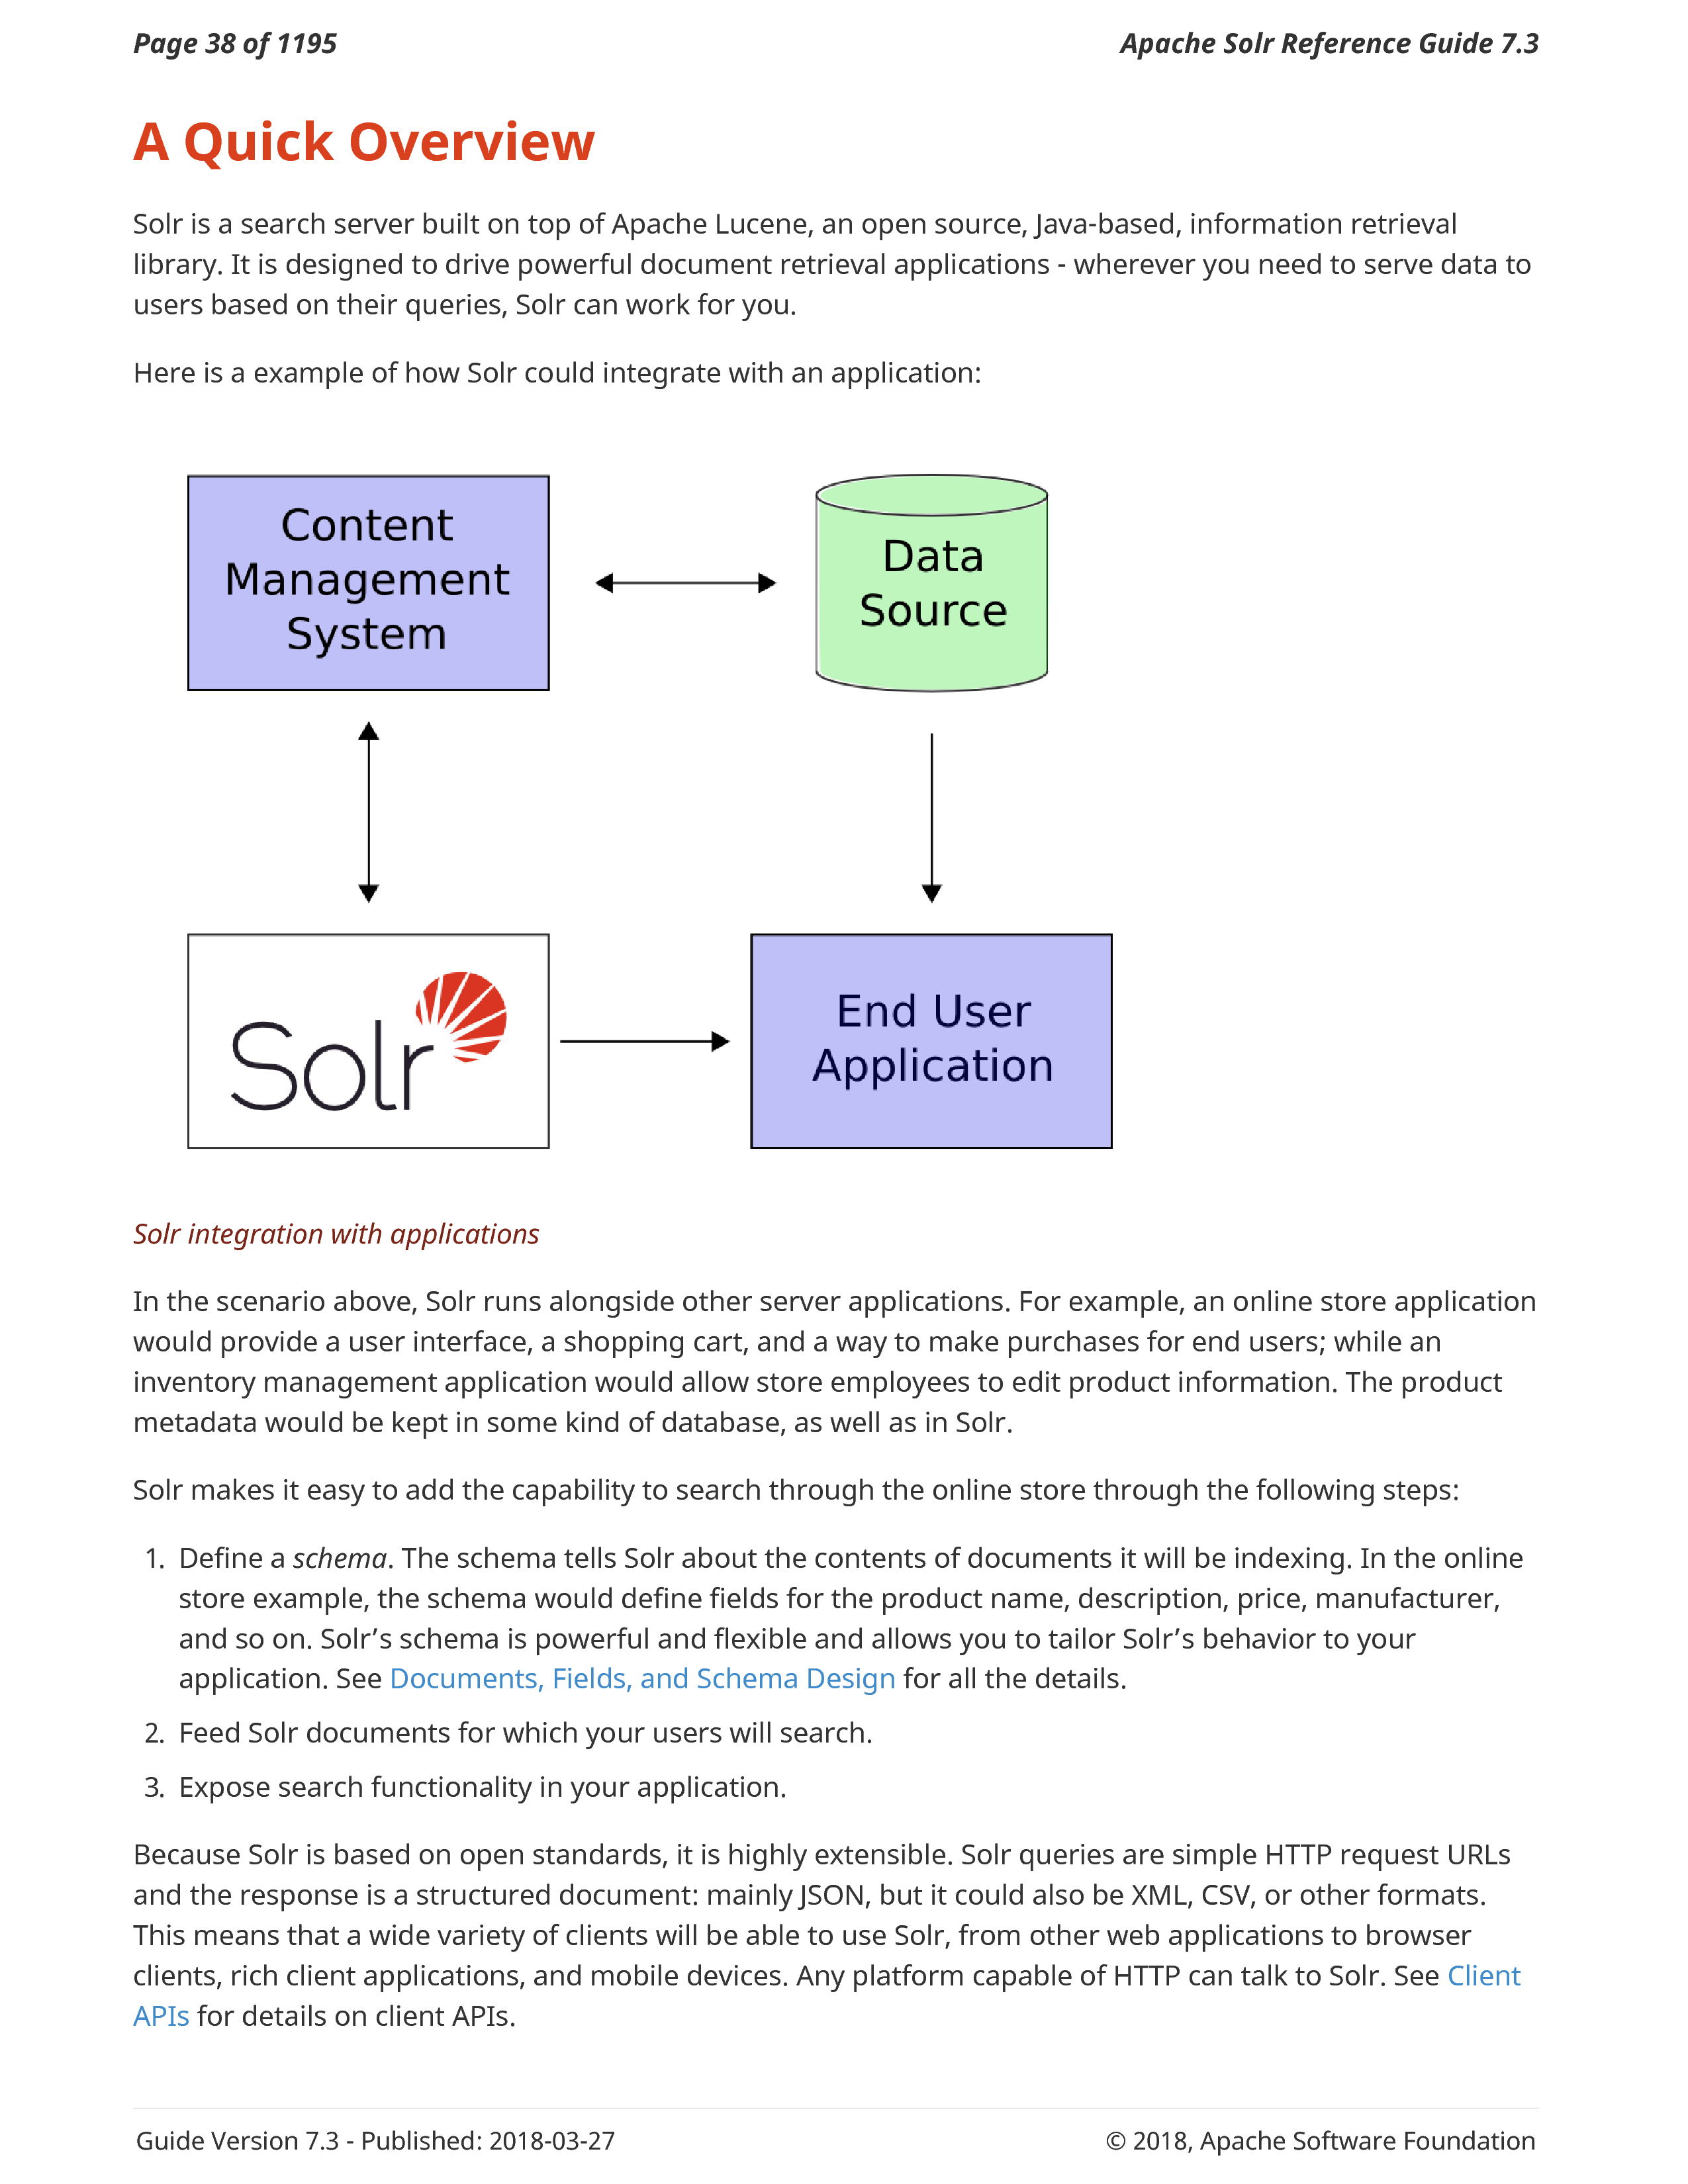 Page 38 of 1195
Apache Solr Reference Guide 7.3
A Quick Overview
Solr is a search server built on top of Apache Lucene, an open source, Java-based, information retrieval
library. It is designed to drive powerful document retrieval applications - wherever you need to serve data to
users based on their queries, Solr can work for you.
Here is a example of how Solr could integrate with an application:
Content
Management
System
Data
Source
Solr
End User
Application
Solr integration with applications
In the scenario above, Solr runs alongside other server applications. For example, an online store application
would provide a user interface, a shopping cart, and a way to make purchases for end users; while an
inventory management application would allow store employees to edit product information. The product
metadata would be kept in some kind of database, as well as in Solr.
Solr makes it easy to add the capability to search through the online store through the following steps:
1. Define a schema. The schema tells Solr about the contents of documents it will be indexing. In the online
store example, the schema would define fields for the product name, description, price, manufacturer,
and so on. Solr’s schema is powerful and flexible and allows you to tailor Solr’s behavior to your
application. See Documents, Fields, and Schema Design for all the details.
2. Feed Solr documents for which your users will search.
3. Expose search functionality in your application.
Because Solr is based on open standards, it is highly extensible. Solr queries are simple HTTP request URLs
and the response is a structured document: mainly JSON, but it could also be XML, CSV, or other formats.
This means that a wide variety of clients will be able to use Solr, from other web applications to browser
clients, rich client applications, and mobile devices. Any platform capable of HTTP can talk to Solr. See Client
APIs for details on client APIs.
Guide Version 7.3 - Published: 2018-03-27
© 2018, Apache Software Foundation